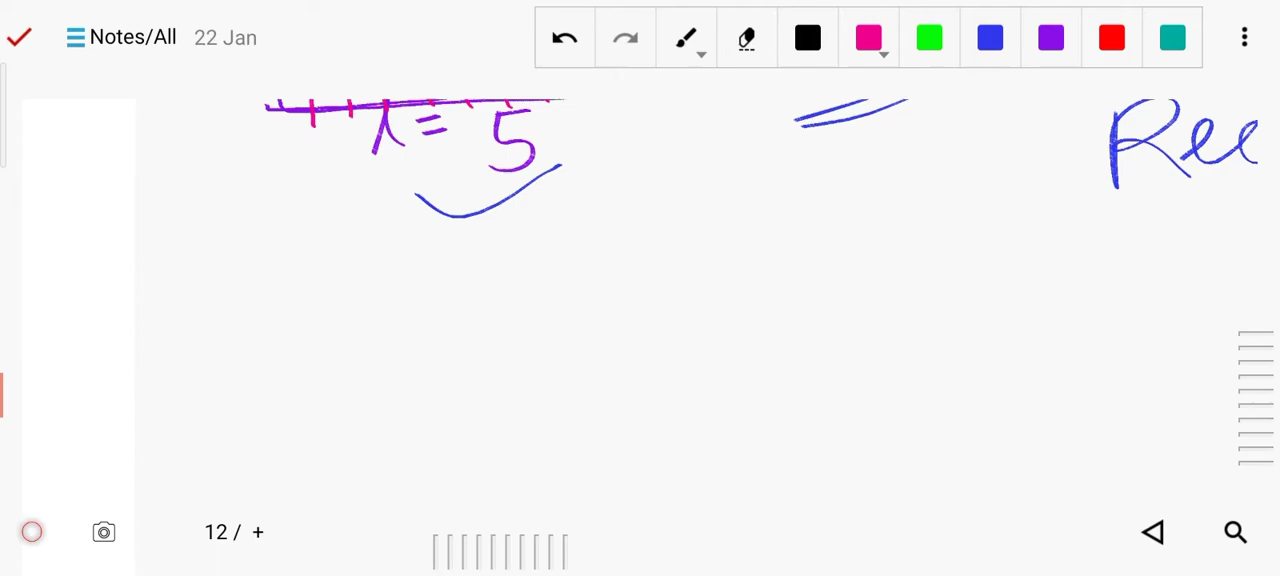 Notes/All 22 Jan
λ = 5
Ree
12 / +